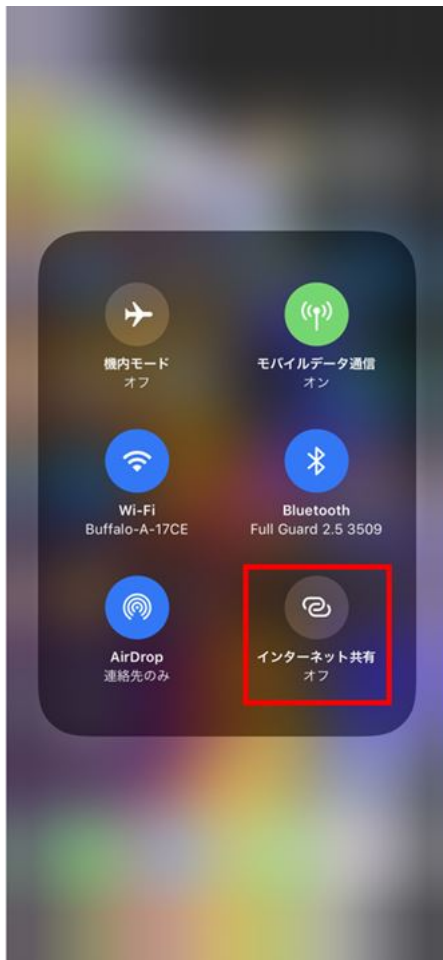 機内モード
オフ
モバイルデータ通信
オン
Wi-Fi
Buffalo-A-17CE
Bluetooth
Full Guard 2.5 3509
AirDrop
連絡先のみ
インターネット共有
オフ